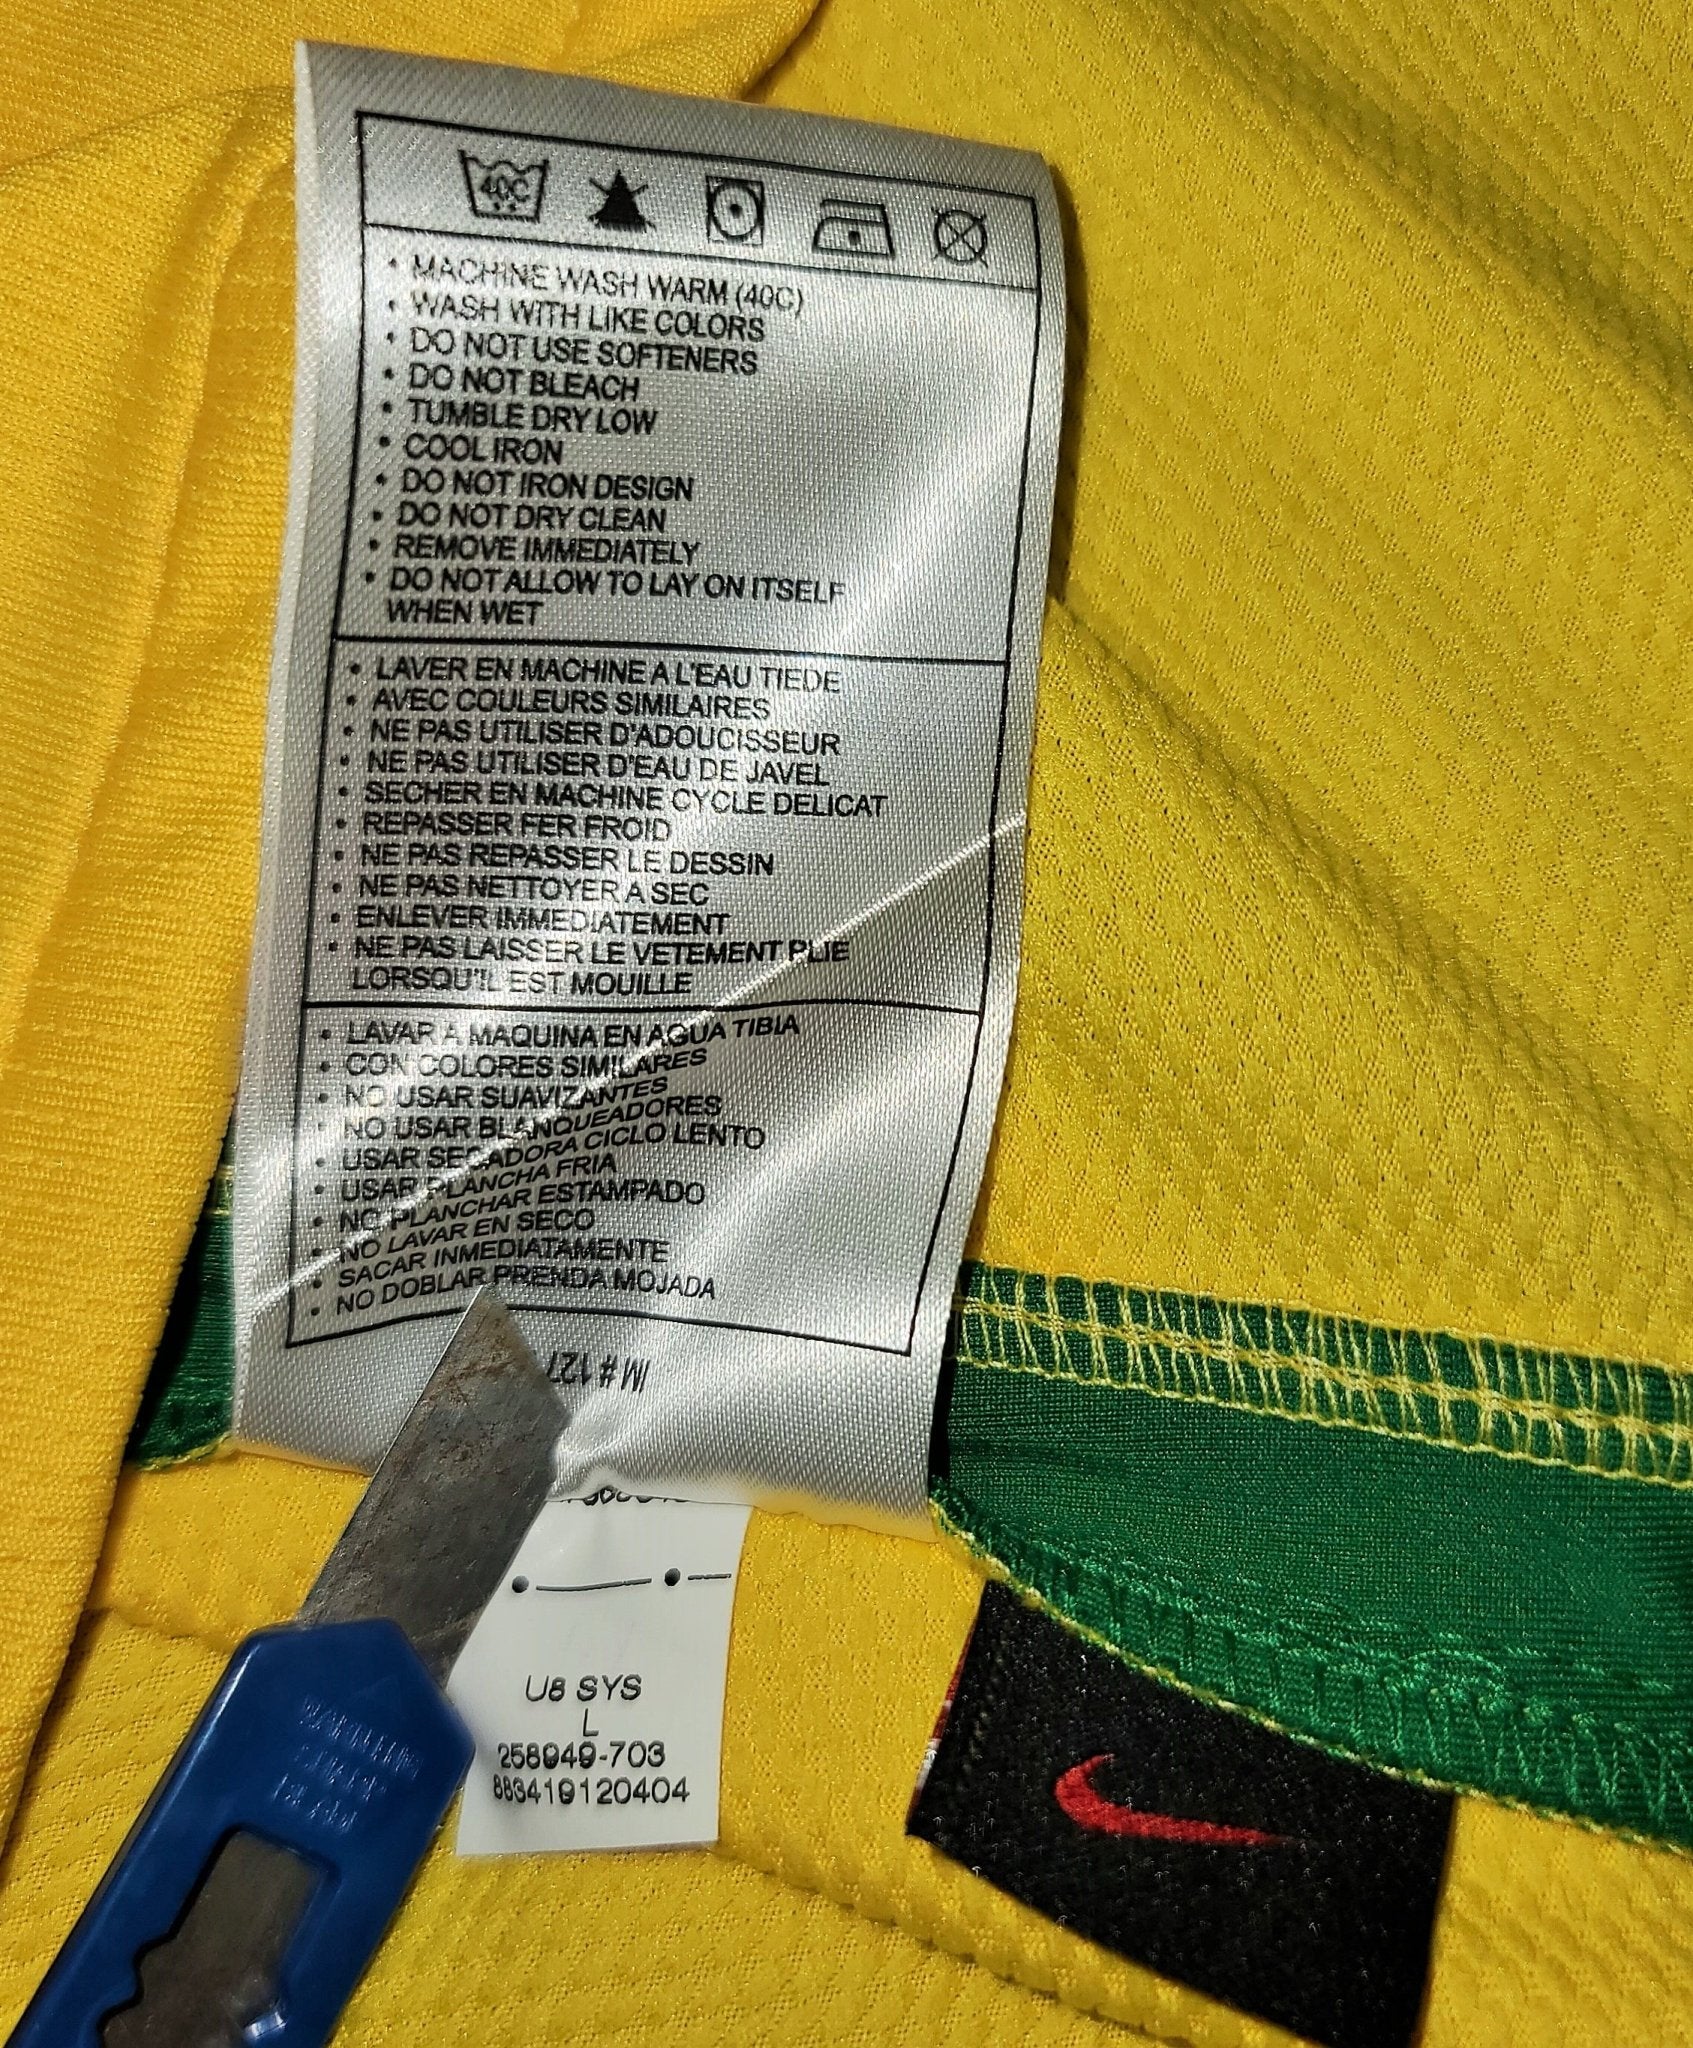 40C
• MACHINE WASH WARM (40C)
• WASH WITH LIKE COLORS
• DO NOT USE SOFTENERS
• DO NOT BLEACH
• TUMBLE DRY LOW
• COOL IRON
• DO NOT IRON DESIGN
• DO NOT DRY CLEAN
• REMOVE IMMEDIATELY
• DO NOT ALLOW TO LAY ON ITSELF
WHEN WET
• LAVER EN MACHINE A L'EAU TIEDE
• AVEC COULEURS SIMILAIRES
• NE PAS UTILISER D'ADOUCISSEUR
• NE PAS UTILISER D'EAU DE JAVEL
• SECHER EN MACHINE CYCLE DELICAT
• REPASSER FER FROID
• NE PAS REPASSER LE DESSIN
• NE PAS NETTOYER A SEC
• ENLEVER IMMEDIATEMENT
• NE PAS LAISSER LE VETEMENT PLIE
LORSQU'IL EST MOUILLE
• LAVAR A MAQUINA EN AGUA TIBIA
• CON COLORES SIMILARES
• NO USAR SUAVIZANTES
• NO USAR BLANQUEADORES
• USAR SECADORA CICLO LENTO
• USAR PLANCHA FRIA
• NO PLANCHAR ESTAMPADO
• NO LAVAR EN SECO
• SACAR INMEDIATAMENTE
• NO DOBLAR PRENDA MOJADA
IM # 127
U8 SYS
L
258949-703
883419120404